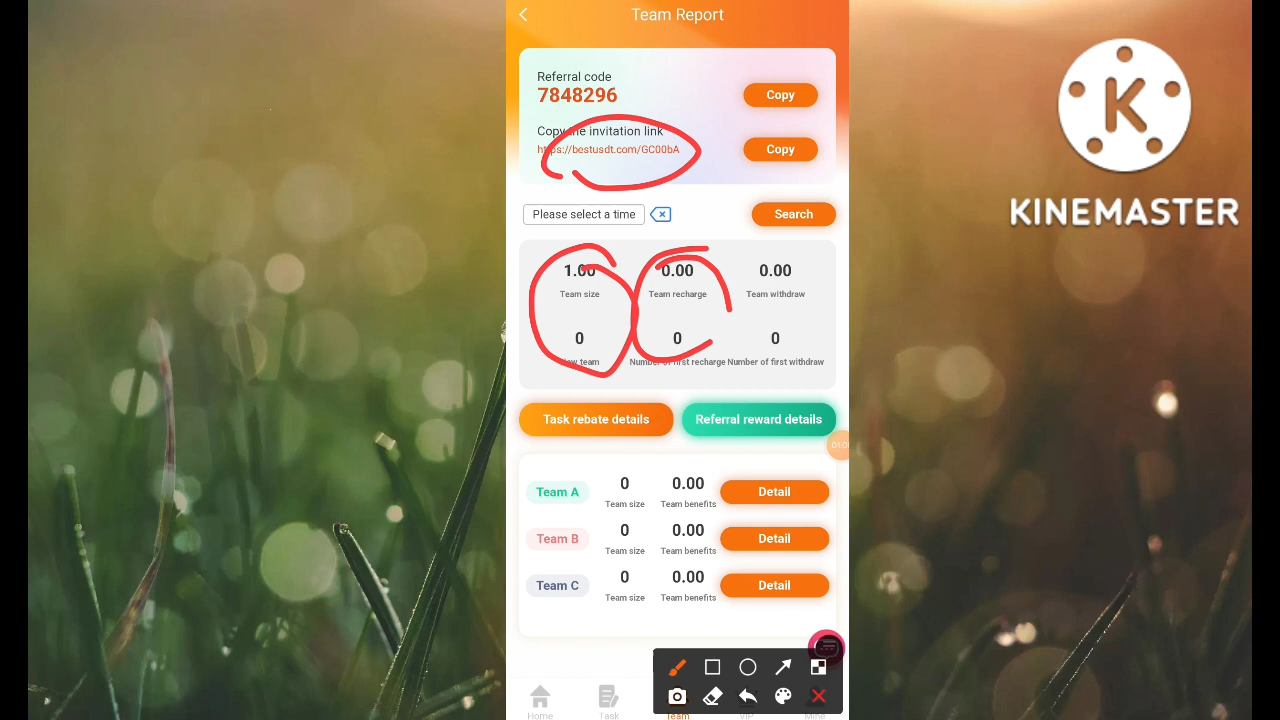 Team Report
Referral code
7848296
Copy
Copy the invitation link
https://bestusdt.com/GC00bA
Copy
Please select a time
Search
1.00
0.00
0.00
Team size
Team recharge
Team withdraw
0
0
0
New team
Number of first recharge
Number of first withdraw
Task rebate details
Referral reward details
Team A
0
0.00
Detail
Team size
Team benefits
Team B
0
0.00
Detail
Team size
Team benefits
Team C
0
0.00
Detail
Team size
Team benefits
Home
Task
Team
VIP
Mine
K
KINEMASTER